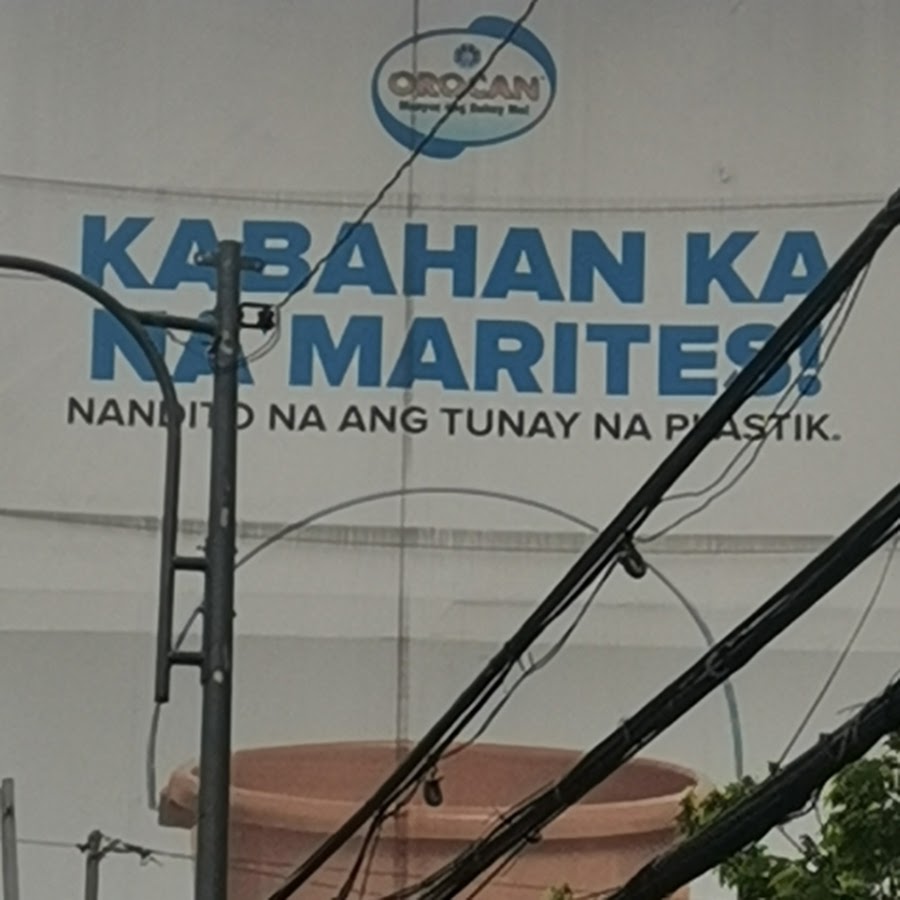 OROCAN
KABAHAN KA
NA MARITES!
NANDITO NA ANG TUNAY NA PLASTIK.